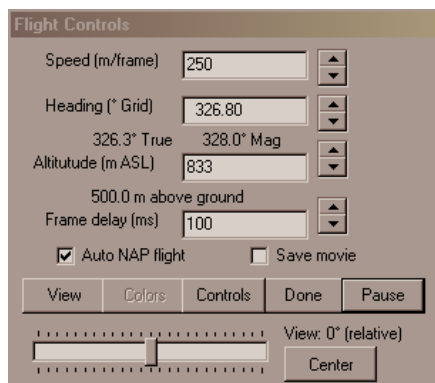 Flight Controls
Speed (m/frame) 250
Heading (° Grid) 326.80
326.3° True 328.0° Mag
Altitutude (m ASL) 833
500.0 m above ground
Frame delay (ms) 100
Auto NAP flight Save movie
View Colors Controls Done Pause
View: 0° (relative)
Center